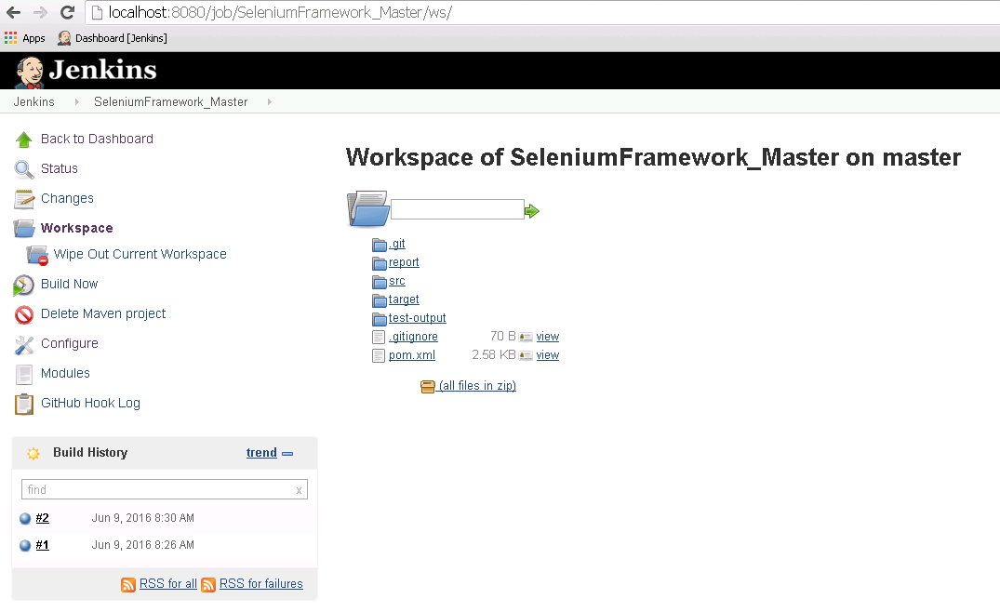 localhost:8080/job/SeleniumFramework_Master/ws/
Apps Dashboard [Jenkins]
Jenkins
Jenkins SeleniumFramework_Master
Back to Dashboard
Status
Changes
Workspace
Wipe Out Current Workspace
Build Now
Delete Maven project
Configure
Modules
GitHub Hook Log
Build History trend
find x
#2 Jun 9, 2016 8:30 AM
#1 Jun 9, 2016 8:26 AM
RSS for all RSS for failures
Workspace of SeleniumFramework_Master on master
.git
report
src
target
test-output
.gitignore 70 B view
pom.xml 2.58 KB view
(all files in zip)